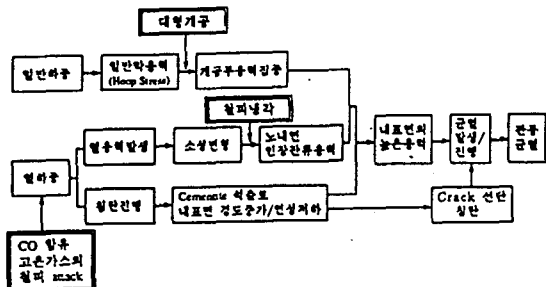 대형개공
일반하중
일반막응력
(Hoop Stress)
개공부응력집중
철피냉각
열응력발생
소성변형
노내면
인장잔류응력
내표면의
높은응력
균열
발생/
진행
관통
균열
열하중
침탄진행
Cementite 석출로
내표면 경도증가/연성저하
Crack 선단
침탄
CO 함유
고온가스의
철피 attack